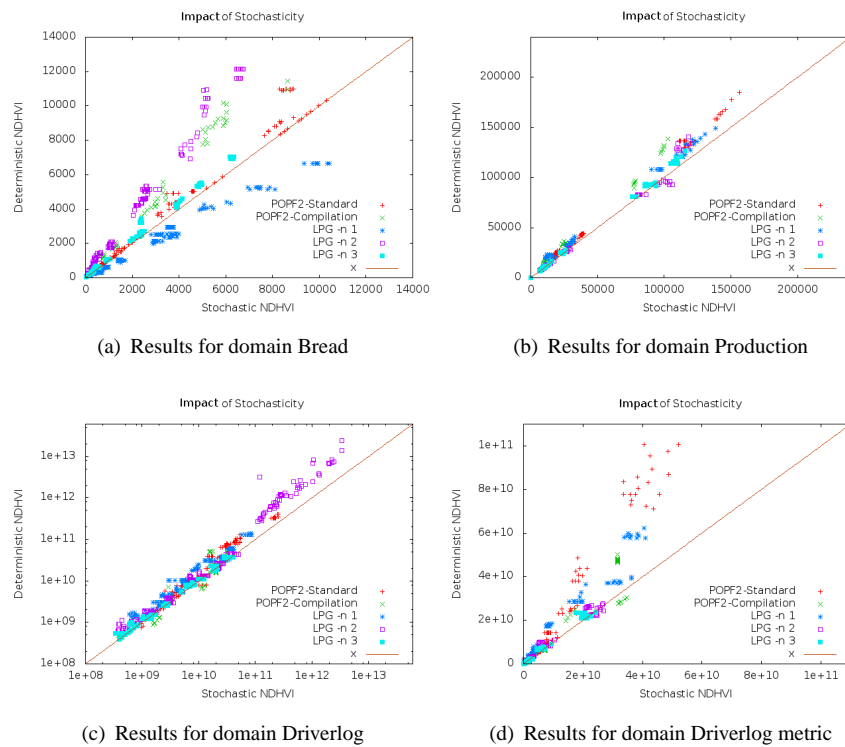 Impact of Stochasticity
14000
12000
10000
8000
6000
4000
2000
0
0 2000 4000 6000 8000 10000 12000 14000
Deterministic NDHVI
Stochastic NDHVI
POPF2-Standard
POPF2-Compilation
LPG -n 1
LPG -n 2
LPG -n 3
x
(a) Results for domain Bread
Impact of Stochasticity
200000
150000
100000
50000
0
0 50000 100000 150000 200000
Deterministic NDHVI
Stochastic NDHVI
POPF2-Standard
POPF2-Compilation
LPG -n 1
LPG -n 2
LPG -n 3
x
(b) Results for domain Production
Impact of Stochasticity
1e+13
1e+12
1e+11
1e+10
1e+09
1e+08
1e+08 1e+09 1e+10 1e+11 1e+12 1e+13
Deterministic NDHVI
Stochastic NDHVI
POPF2-Standard
POPF2-Compilation
LPG -n 1
LPG -n 2
LPG -n 3
x
(c) Results for domain Driverlog
Impact of Stochasticity
1e+11
8e+10
6e+10
4e+10
2e+10
0
0 2e+10 4e+10 6e+10 8e+10 1e+11
Deterministic NDHVI
Stochastic NDHVI
POPF2-Standard
POPF2-Compilation
LPG -n 1
LPG -n 2
LPG -n 3
x
(d) Results for domain Driverlog metric